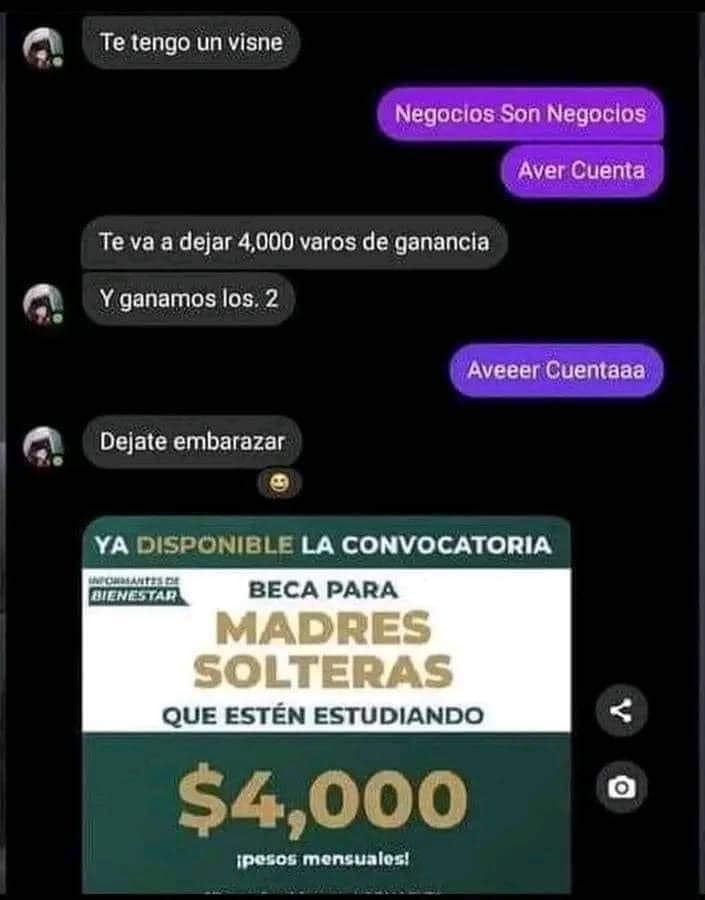 Te tengo un visne
Negocios Son Negocios
Aver Cuenta
Te va a dejar 4,000 varos de ganancia
Y ganamos los. 2
Aveeer Cuentaaa
Dejate embarazar
YA DISPONIBLE LA CONVOCATORIA
INFORMANTES DE
BIENESTAR
BECA PARA
MADRES
SOLTERAS
QUE ESTÉN ESTUDIANDO
$4,000
¡pesos mensuales!